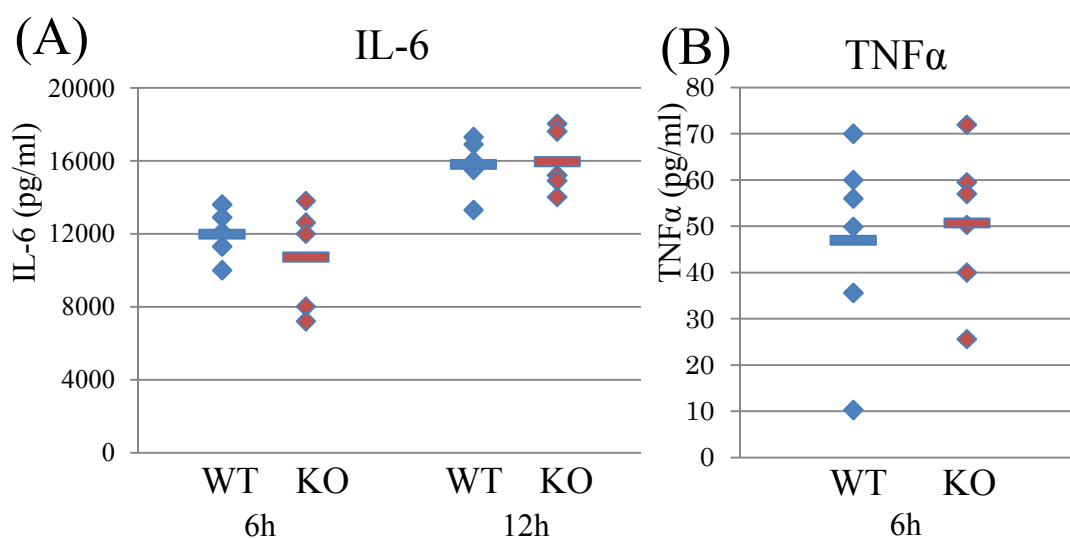 (A)
IL-6
IL-6 (pg/ml)
20000
16000
12000
8000
4000
0
WT KO WT KO
6h 12h
(B)
TNFα
TNFα (pg/ml)
80
70
60
50
40
30
20
10
0
WT KO
6h